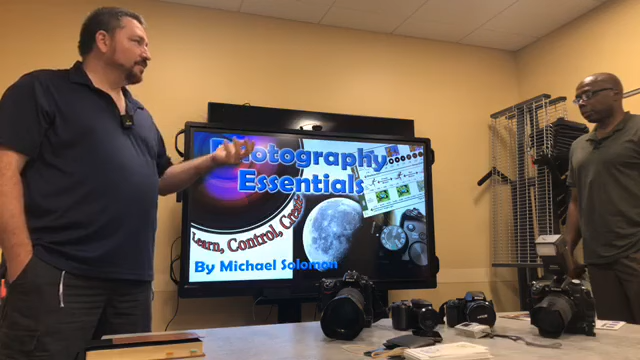 Photography
Essentials
Learn, Control, Create
By Michael Solomon